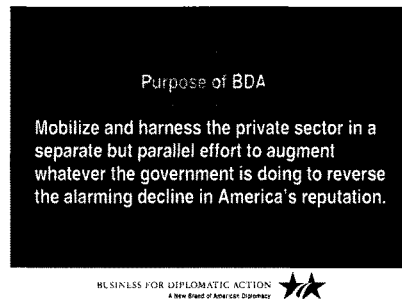 Purpose of BDA
Mobilize and harness the private sector in a
separate but parallel effort to augment
whatever the government is doing to reverse
the alarming decline in America's reputation.
BUSINESS FOR DIPLOMATIC ACTION
A New Brand of American Diplomacy